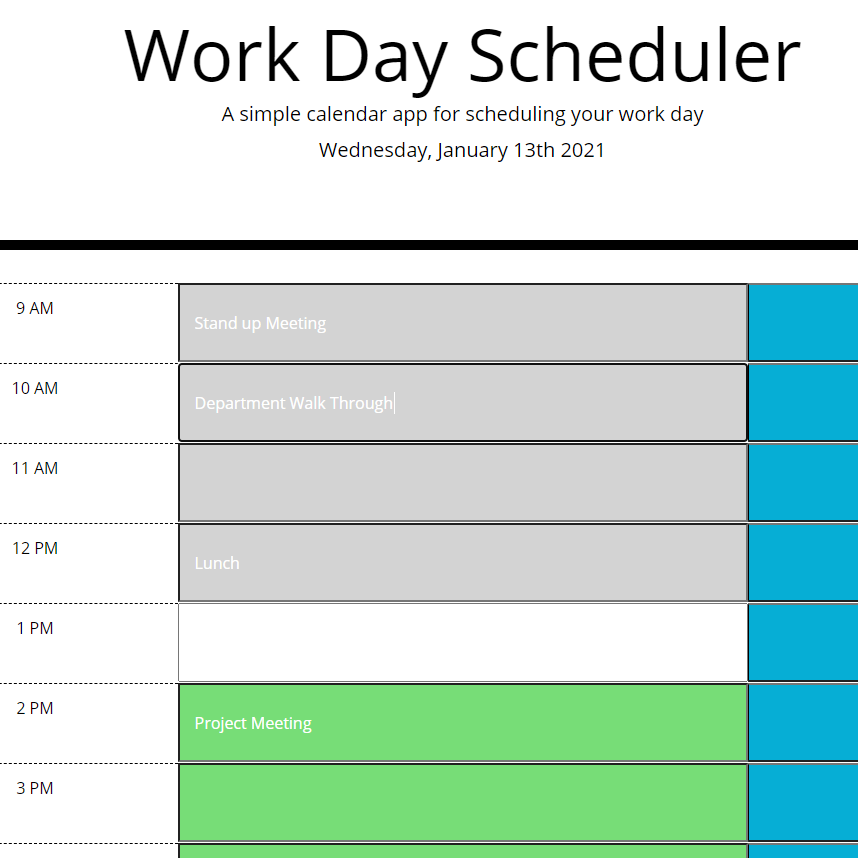 Work Day Scheduler
A simple calendar app for scheduling your work day
Wednesday, January 13th 2021
9 AM
Stand up Meeting
10 AM
Department Walk Through
11 AM
12 PM
Lunch
1 PM
2 PM
Project Meeting
3 PM